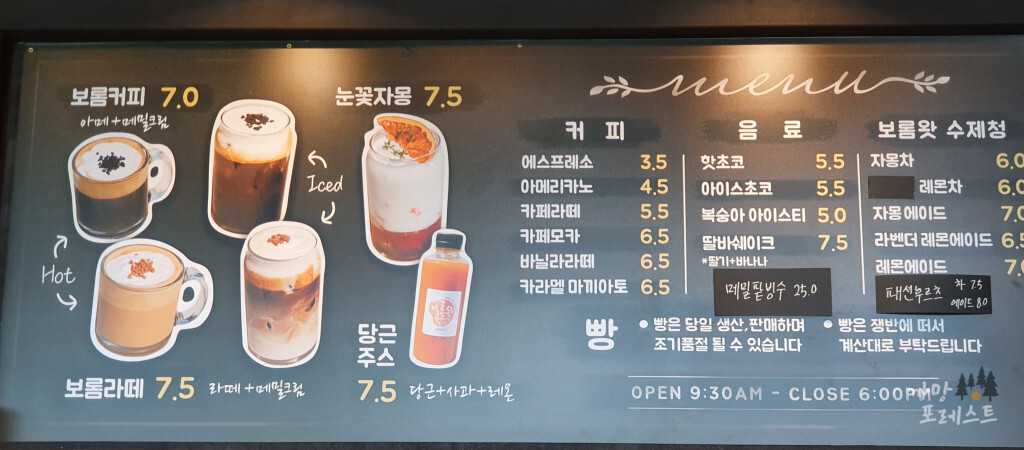 보롬커피 7.0
아메+메밀크림
눈꽃자몽 7.5
Iced
Hot
보롬라떼 7.5 라떼+메밀크림
당근
주스
7.5 당근+사과+레몬
menu
커 피
에스프레소 3.5
아메리카노 4.5
카페라떼 5.5
카페모카 6.5
바닐라라떼 6.5
카라멜 마끼아토 6.5
음 료
핫초코 5.5
아이스초코 5.5
복숭아 아이스티 5.0
딸바쉐이크 7.5
*딸기+바나나
메밀팥빙수 25.0
보롬왓 수제청
자몽차 6.0
레몬차 6.0
자몽에이드 7.0
라벤더 레몬에이드 6.5
레몬에이드 7.0
패션후르츠 차 7.5
에이드 8.0
빵
• 빵은 당일 생산,판매하며
조기품절 될 수 있습니다
• 빵은 쟁반에 떠서
계산대로 부탁드립니다
OPEN 9:30AM - CLOSE 6:00PM
포레스트